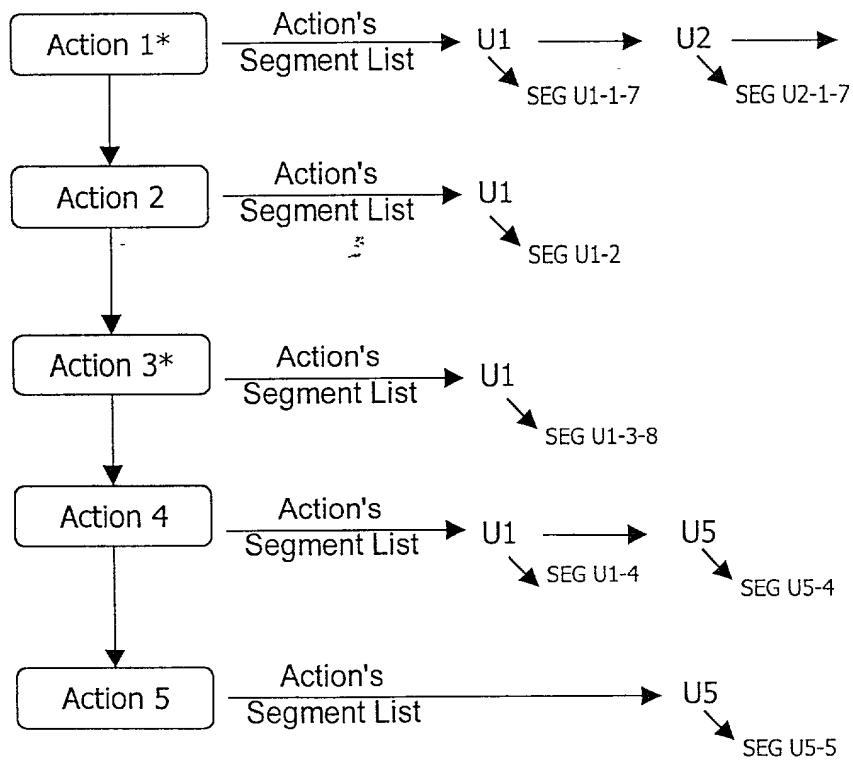 Action 1*
Action's
Segment List
U1
U2
SEG U1-1-7
SEG U2-1-7
Action 2
Action's
Segment List
U1
SEG U1-2
Action 3*
Action's
Segment List
U1
SEG U1-3-8
Action 4
Action's
Segment List
U1
U5
SEG U1-4
SEG U5-4
Action 5
Action's
Segment List
U5
SEG U5-5